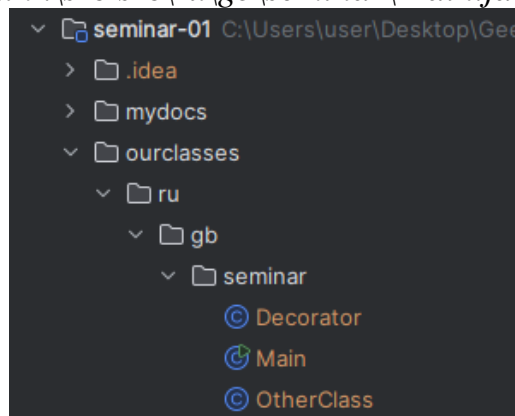 seminar-01 C:\Users\user\Desktop\Gee
.idea
mydocs
ourclasses
ru
gb
seminar
Decorator
Main
OtherClass